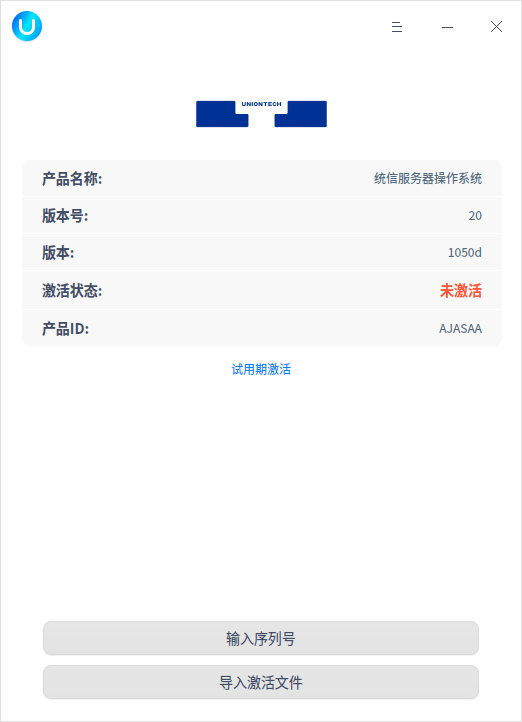 UNIONTECH
产品名称: 统信服务器操作系统
版本号: 20
版本: 1050d
激活状态: 未激活
产品ID: AJASAA
试用期激活
输入序列号
导入激活文件